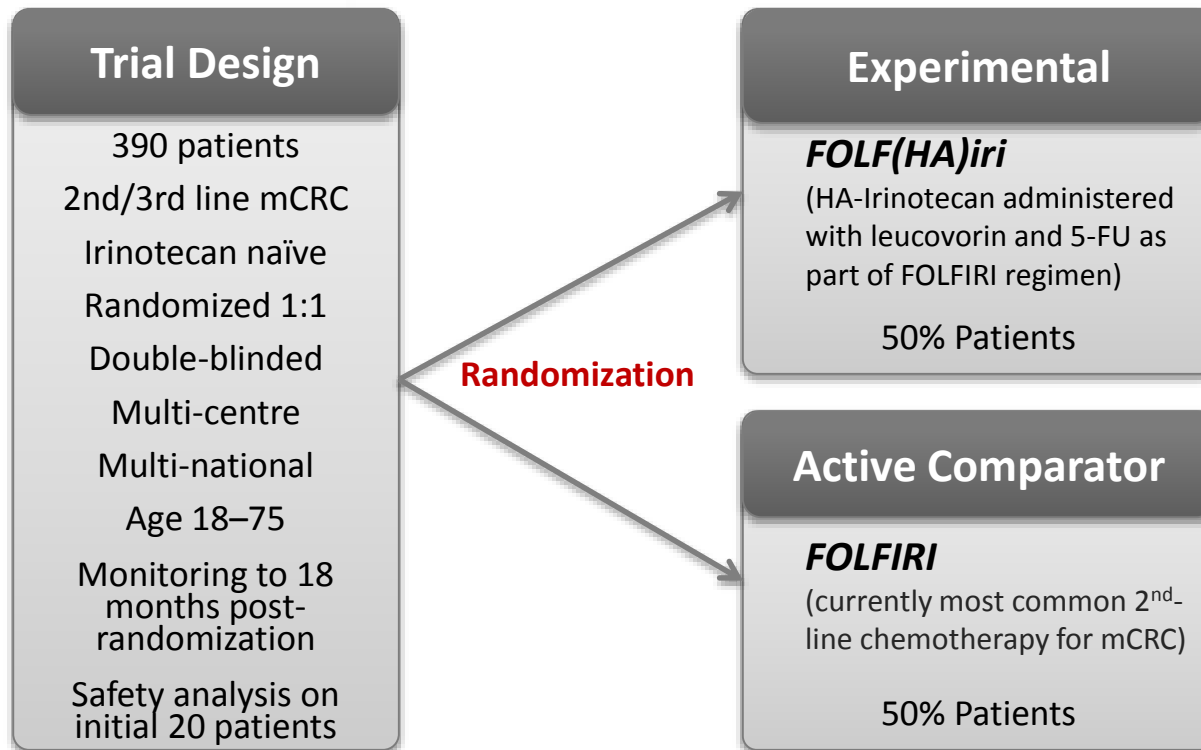 Trial Design
390 patients
2nd/3rd line mCRC
Irinotecan naïve
Randomized 1:1
Double-blinded
Multi-centre
Multi-national
Age 18–75
Monitoring to 18
months post-
randomization
Safety analysis on
initial 20 patients
Randomization
Experimental
FOLF(HA)iri
(HA-Irinotecan administered
with leucovorin and 5-FU as
part of FOLFIRI regimen)
50% Patients
Active Comparator
FOLFIRI
(currently most common 2nd-
line chemotherapy for mCRC)
50% Patients